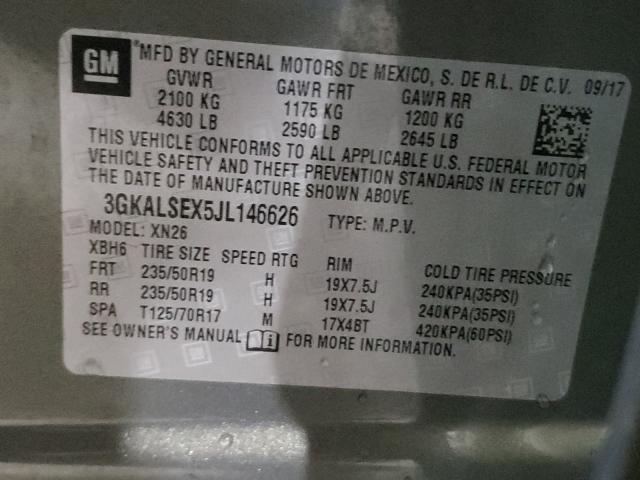 GM
*MFD BY GENERAL MOTORS DE MEXICO, S. DE R.L. DE C.V. 09/17
GVWR GAWR FRT GAWR RR
2100 KG 1175 KG 1200 KG
4630 LB 2590 LB 2645 LB
THIS VEHICLE CONFORMS TO ALL APPLICABLE U.S. FEDERAL MOTOR
VEHICLE SAFETY AND THEFT PREVENTION STANDARDS IN EFFECT ON
THE DATE OF MANUFACTURE SHOWN ABOVE.
3GKALSEX5JL146626 TYPE: M.P.V.
MODEL: XN26
XBH6 TIRE SIZE SPEED RTG RIM COLD TIRE PRESSURE
FRT 235/50R19 H 19X7.5J 240KPA(35PSI)
RR 235/50R19 H 19X7.5J 240KPA(35PSI)
SPA T125/70R17 M 17X4BT 420KPA(60PSI)
SEE OWNER'S MANUAL FOR MORE INFORMATION.